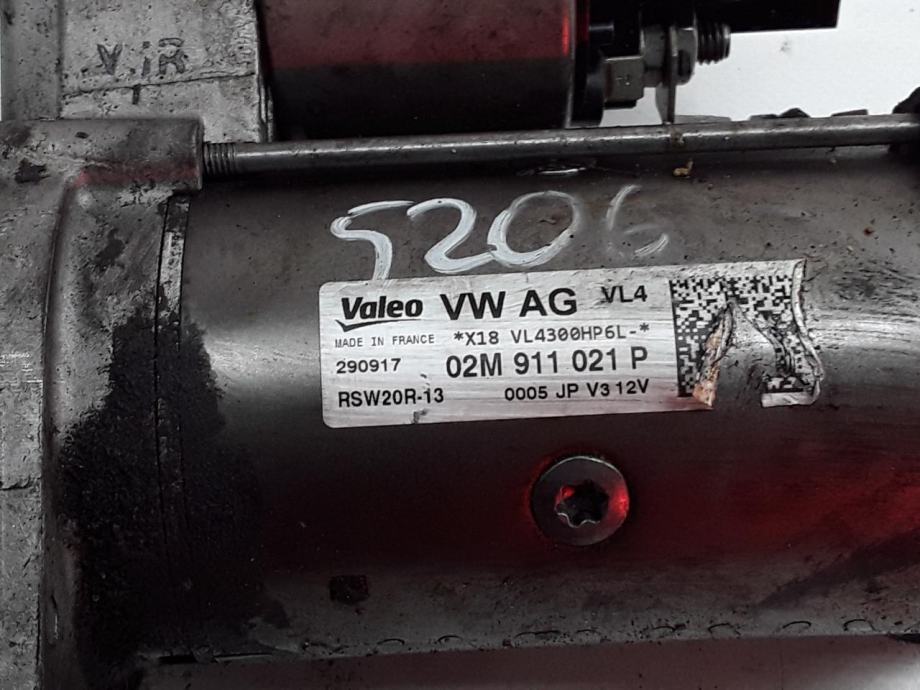 V.iR
5206
Valeo VW AG VL4
MADE IN FRANCE *X18 VL4300HP6L-*
290917 02M 911 021 P
RSW20R-13 0005 JP V3 12V